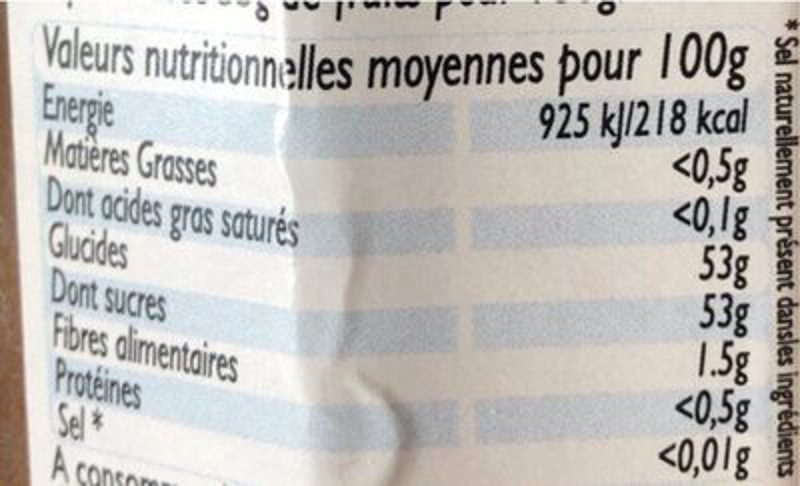 Valeurs nutritionnelles moyennes pour 100g
Energie 925 kJ/218 kcal
Matières Grasses <0,5g
Dont acides gras saturés <0,1g
Glucides 53g
Dont sucres 53g
Fibres alimentaires 1.5g
Protéines <0,5g
Sel* <0,01g
* Sel naturellement présent dans les ingrédients